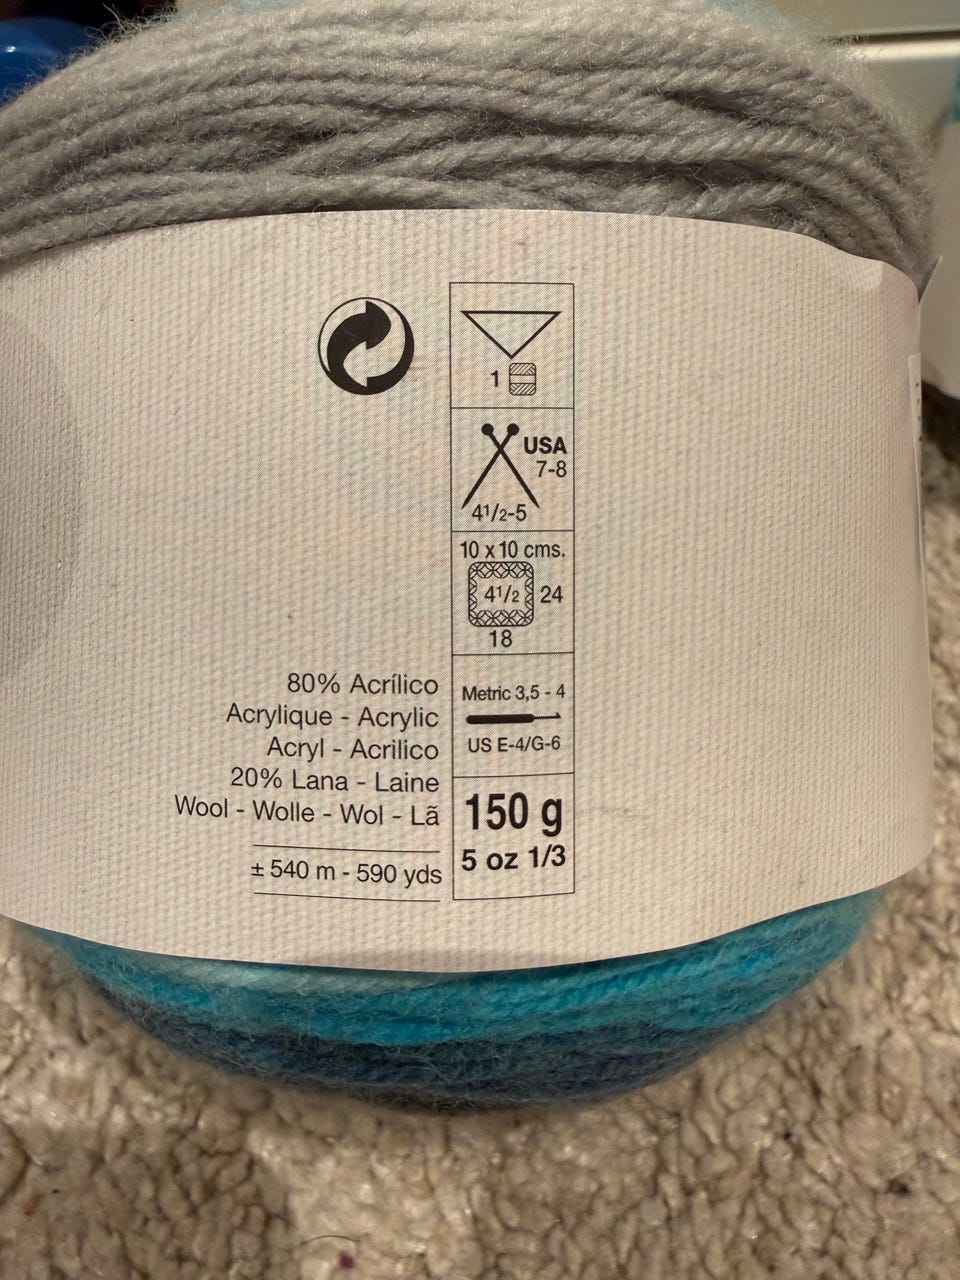 1
USA
7-8
4 1/2-5
10 x 10 cms.
4 1/2 24
18
80% Acrílico
Acrylique - Acrylic
Acryl - Acrilico
20% Lana - Laine
Wool - Wolle - Wol - Lã
± 540 m - 590 yds
Metric 3,5 - 4
US E-4/G-6
150 g
5 oz 1/3